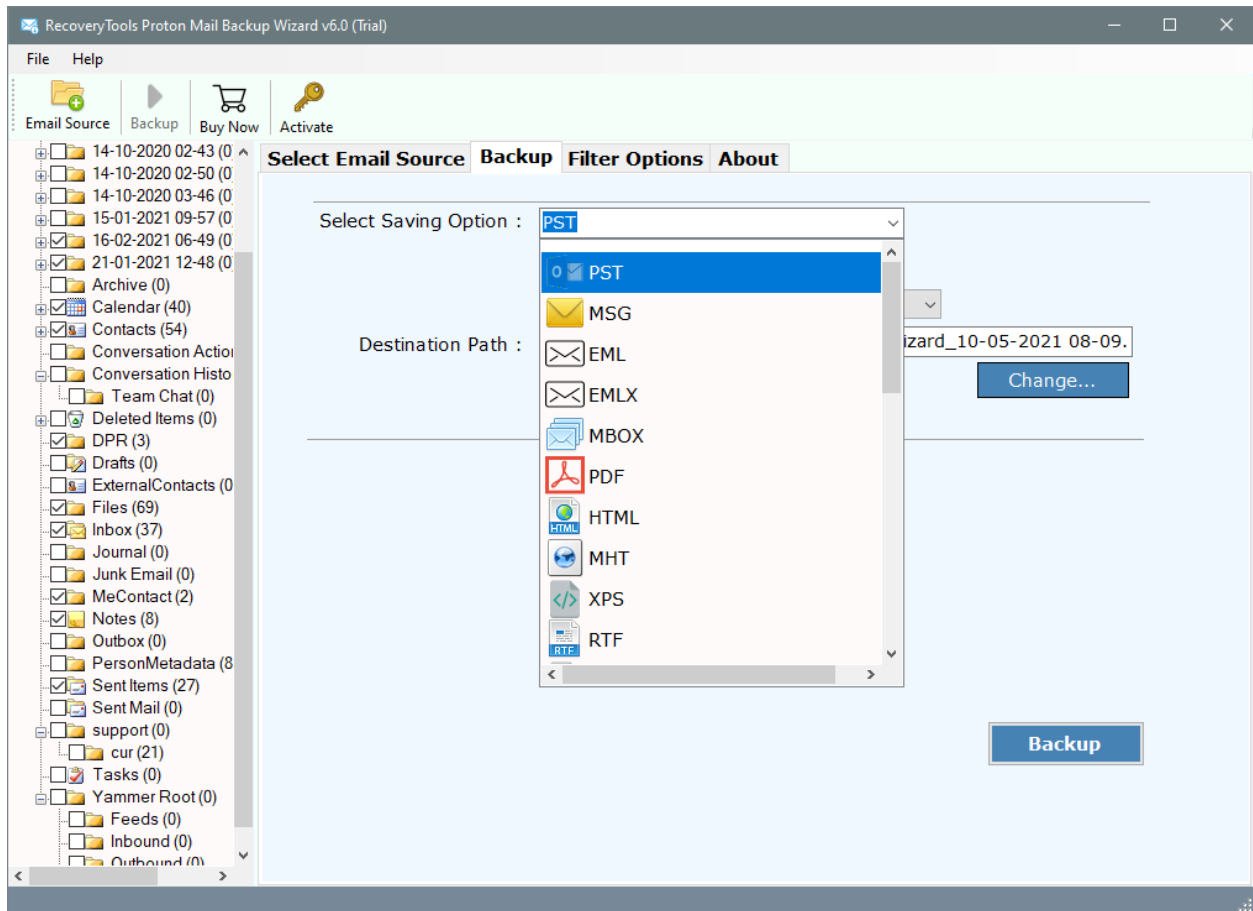 RecoveryTools Proton Mail Backup Wizard v6.0 (Trial)
File Help
Email Source Backup Buy Now Activate
14-10-2020 02-43 (0
14-10-2020 02-50 (0
14-10-2020 03-46 (0
15-01-2021 09-57 (0
16-02-2021 06-49 (0
21-01-2021 12-48 (0
Archive (0)
Calendar (40)
Contacts (54)
Conversation Action
Conversation Histo
Team Chat (0)
Deleted Items (0)
DPR (3)
Drafts (0)
ExternalContacts (0
Files (69)
Inbox (37)
Journal (0)
Junk Email (0)
MeContact (2)
Notes (8)
Outbox (0)
PersonMetadata (8
Sent Items (27)
Sent Mail (0)
support (0)
cur (21)
Tasks (0)
Yammer Root (0)
Feeds (0)
Inbound (0)
Outbound (0)
Select Email Source Backup Filter Options About
Select Saving Option : PST
PST
MSG
EML
EMLX
MBOX
PDF
HTML
MHT
XPS
RTF
Destination Path : izard_10-05-2021 08-09.
Change...
Backup